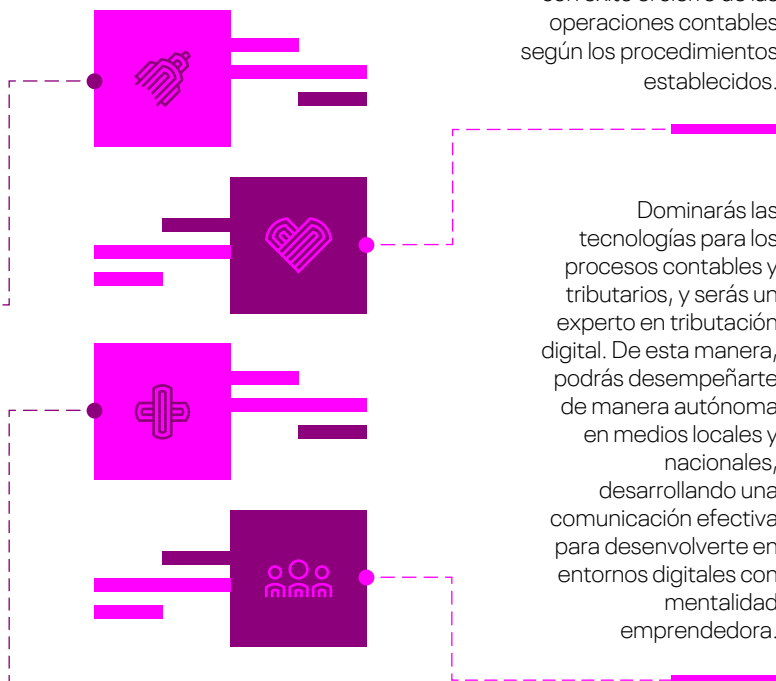 operaciones contables
según los procedimientos
establecidos.
Dominarás las
tecnologías para los
procesos contables y
tributarios, y serás un
experto en tributación
digital. De esta manera,
podrás desempeñarte
de manera autónoma
en medios locales y
nacionales,
desarrollando una
comunicación efectiva
para desenvolverte en
entornos digitales con
mentalidad
emprendedora.